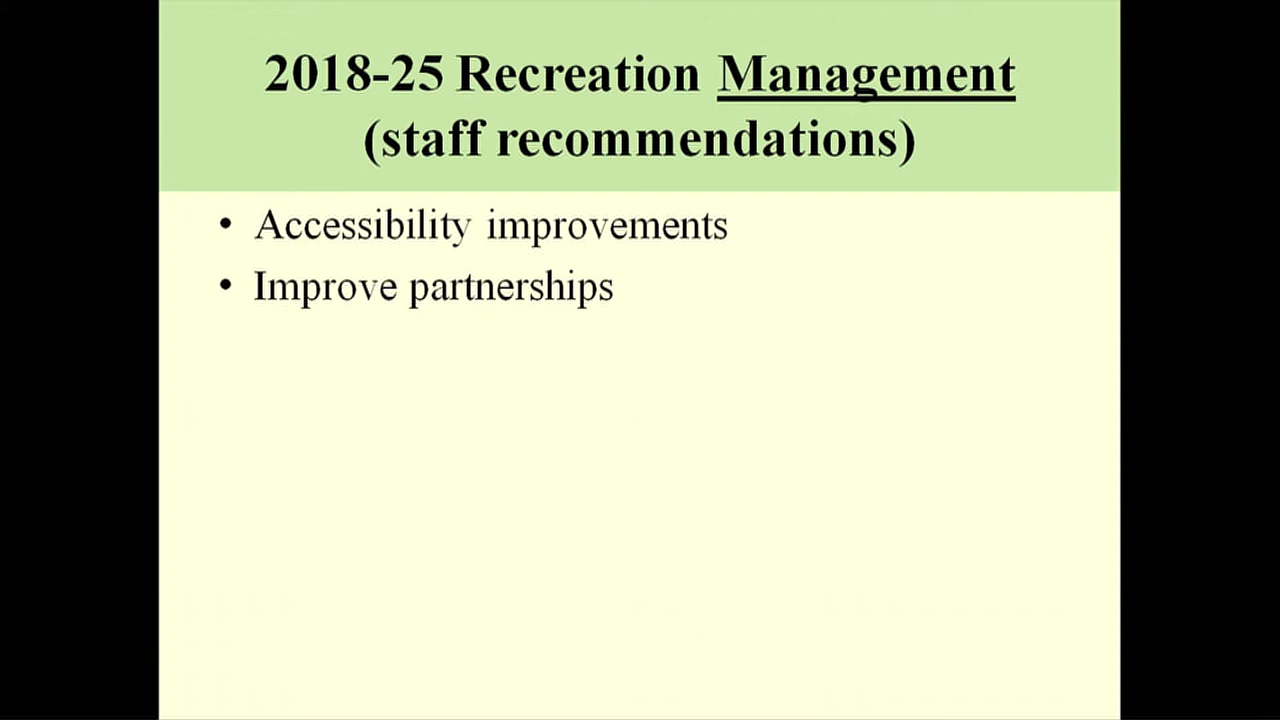 2018-25 Recreation Management
(staff recommendations)
• Accessibility improvements
• Improve partnerships